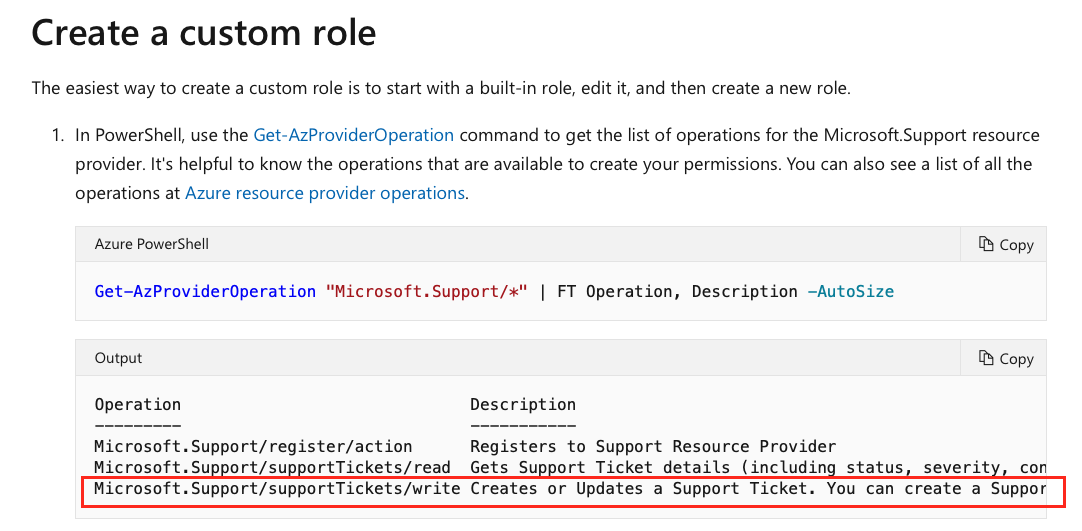 Create a custom role
The easiest way to create a custom role is to start with a built-in role, edit it, and then create a new role.
1. In PowerShell, use the Get-AzProviderOperation command to get the list of operations for the Microsoft.Support resource
provider. It's helpful to know the operations that are available to create your permissions. You can also see a list of all the
operations at Azure resource provider operations.
Azure PowerShell Copy
Get-AzProviderOperation "Microsoft.Support/*" | FT Operation, Description -AutoSize
Output Copy
Operation Description
--------- -----------
Microsoft.Support/register/action Registers to Support Resource Provider
Microsoft.Support/supportTickets/read Gets Support Ticket details (including status, severity, con
Microsoft.Support/supportTickets/write Creates or Updates a Support Ticket. You can create a Suppor